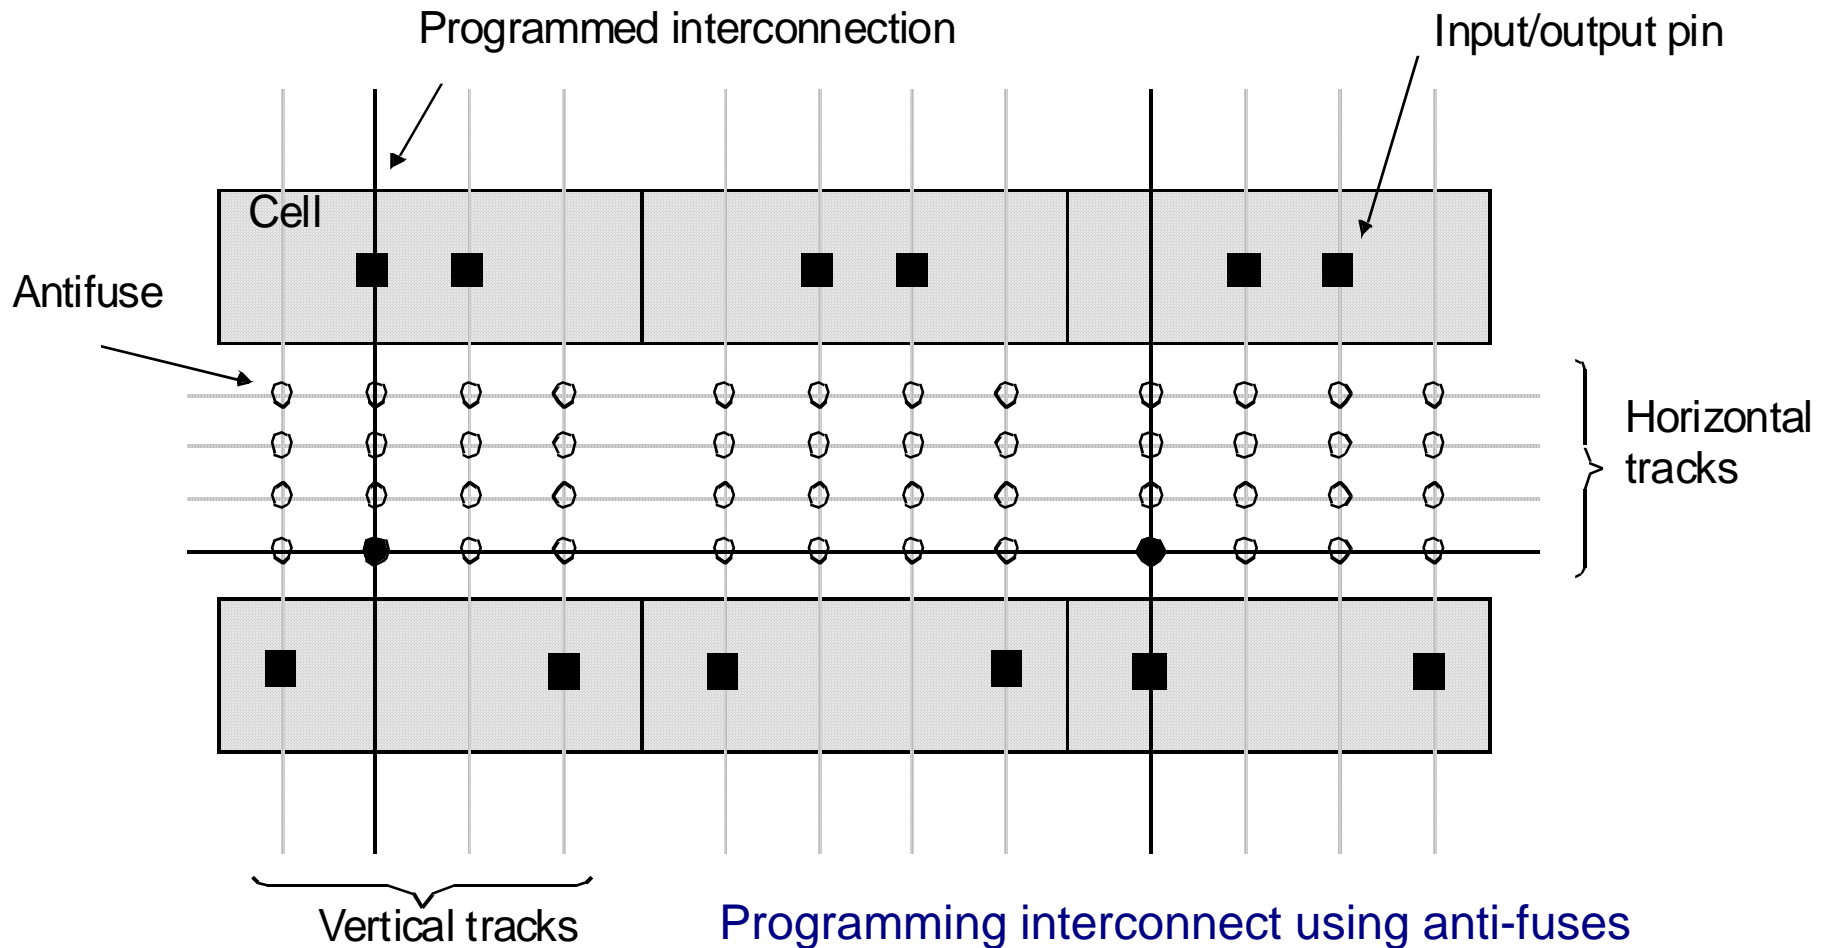 Programmed interconnection
Input/output pin
Cell
Antifuse
Horizontal
tracks
Vertical tracks
Programming interconnect using anti-fuses